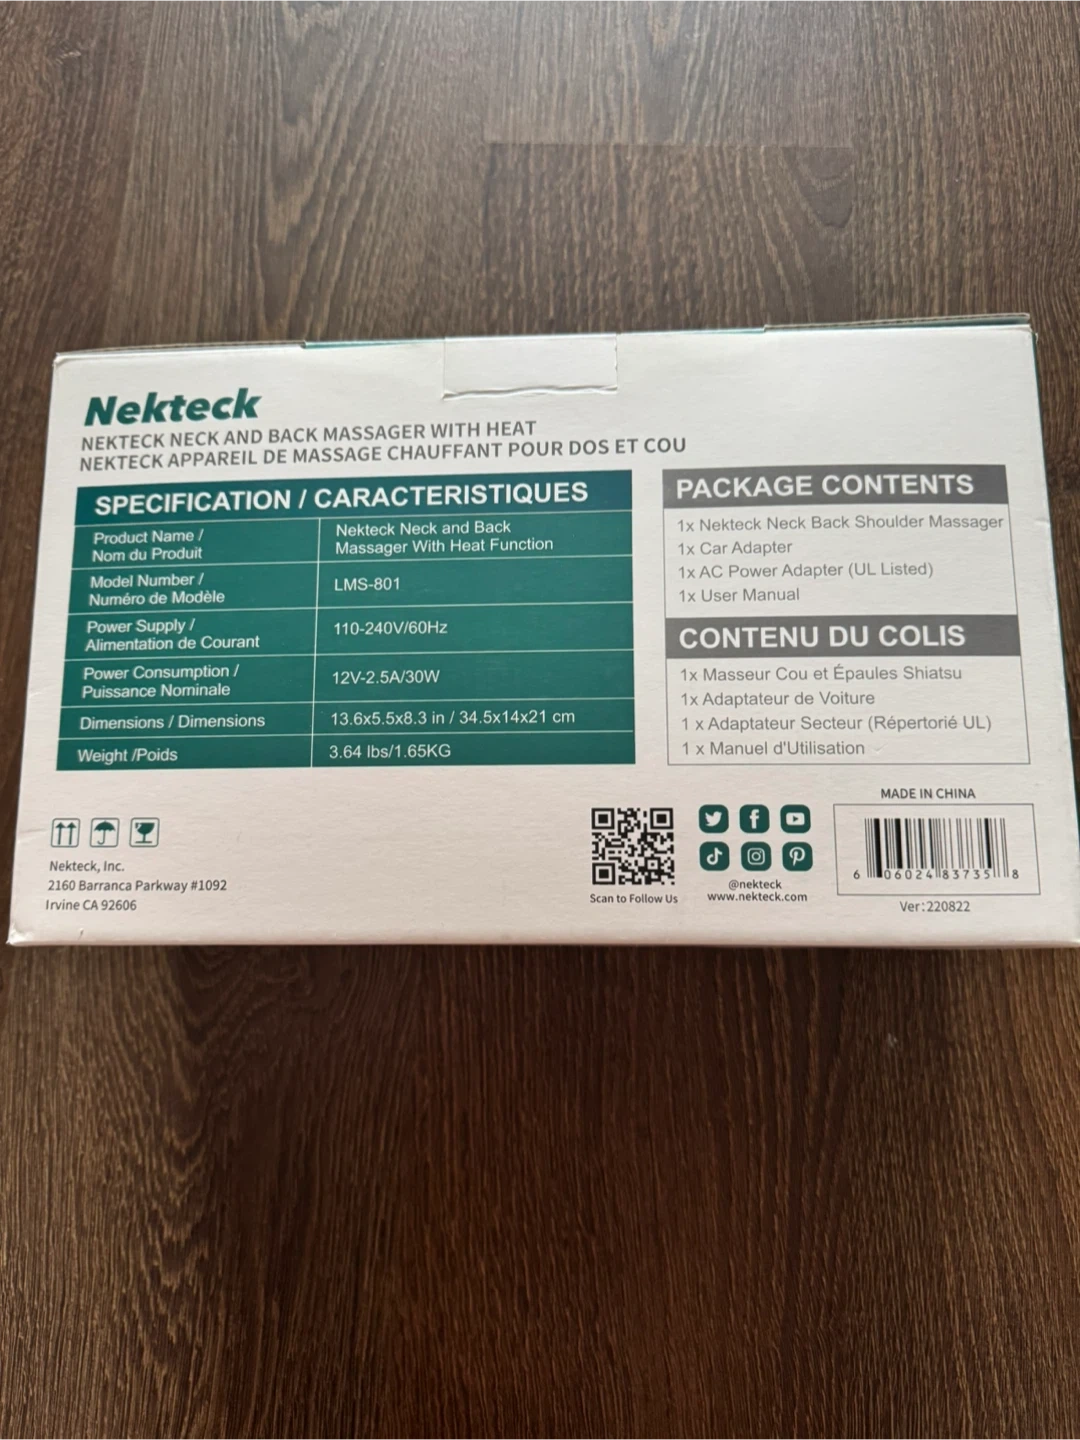 Nekteck
NEKTECK NECK AND BACK MASSAGER WITH HEAT
NEKTECK APPAREIL DE MASSAGE CHAUFFANT POUR DOS ET COU
SPECIFICATION / CARACTERISTIQUES
Product Name /
Nom du Produit
Nekteck Neck and Back
Massager With Heat Function
Model Number /
Numéro de Modèle
LMS-801
Power Supply /
Alimentation de Courant
110-240V/60Hz
Power Consumption /
Puissance Nominale
12V-2.5A/30W
Dimensions / Dimensions
13.6x5.5x8.3 in / 34.5x14x21 cm
Weight /Poids
3.64 lbs/1.65KG
PACKAGE CONTENTS
1x Nekteck Neck Back Shoulder Massager
1x Car Adapter
1x AC Power Adapter (UL Listed)
1x User Manual
CONTENU DU COLIS
1x Masseur Cou et Épaules Shiatsu
1x Adaptateur de Voiture
1 x Adaptateur Secteur (Répertorié UL)
1 x Manuel d'Utilisation
Nekteck, Inc.
2160 Barranca Parkway #1092
Irvine CA 92606
Scan to Follow Us
@nekteck
www.nekteck.com
MADE IN CHINA
6 06024 83735 8
Ver:220822